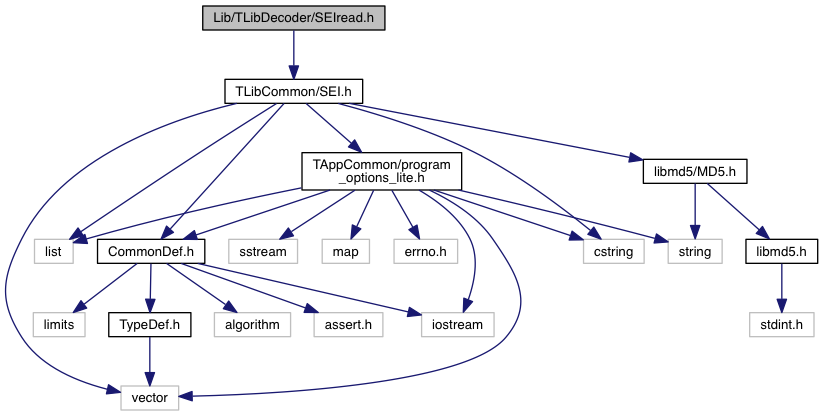 Lib/TLibDecoder/SEIread.h
TLibCommon/SEI.h
TAppCommon/program
_options_lite.h
libmd5/MD5.h
list
CommonDef.h
sstream
map
errno.h
cstring
string
libmd5.h
limits
TypeDef.h
algorithm
assert.h
iostream
stdint.h
vector